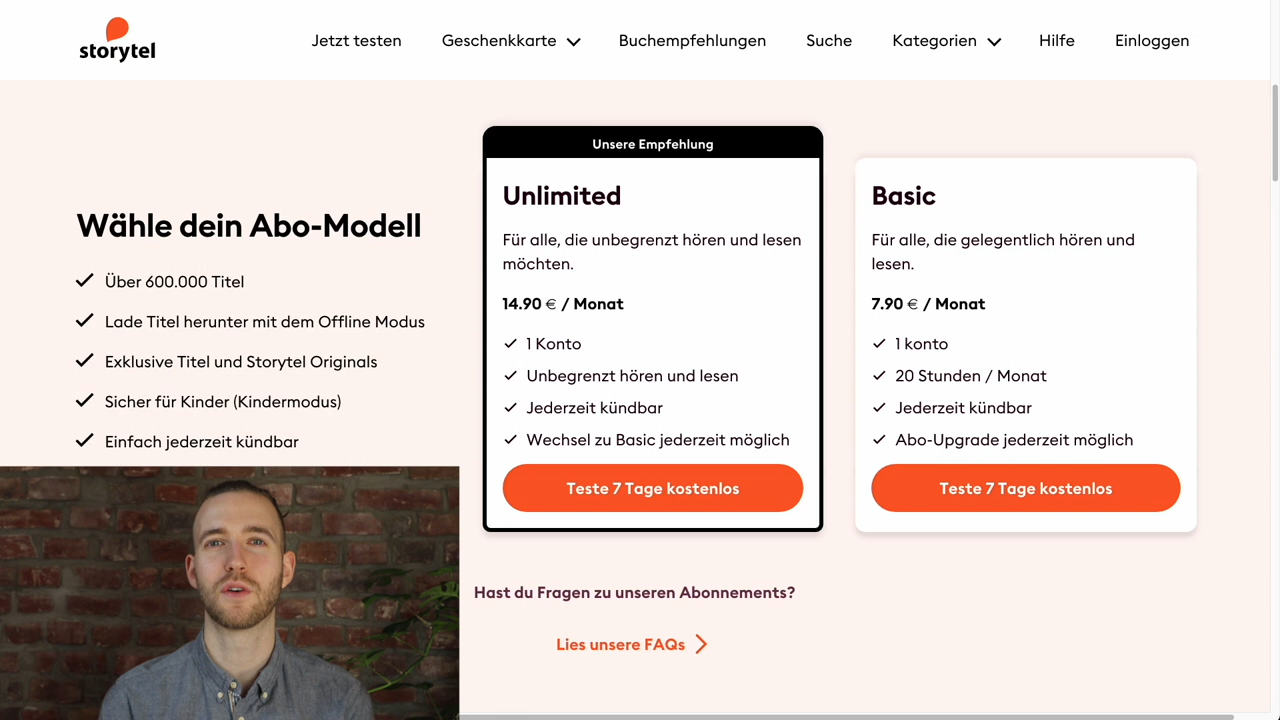 storytel
Jetzt testen
Geschenkkarte
Buchempfehlungen
Suche
Kategorien
Hilfe
Einloggen
Wähle dein Abo-Modell
Über 600.000 Titel
Lade Titel herunter mit dem Offline Modus
Exklusive Titel und Storytel Originals
Sicher für Kinder (Kindermodus)
Einfach jederzeit kündbar
Unsere Empfehlung
Unlimited
Für alle, die unbegrenzt hören und lesen
möchten.
14.90 € / Monat
1 Konto
Unbegrenzt hören und lesen
Jederzeit kündbar
Wechsel zu Basic jederzeit möglich
Teste 7 Tage kostenlos
Basic
Für alle, die gelegentlich hören und
lesen.
7.90 € / Monat
1 konto
20 Stunden / Monat
Jederzeit kündbar
Abo-Upgrade jederzeit möglich
Teste 7 Tage kostenlos
Hast du Fragen zu unseren Abonnements?
Lies unsere FAQs